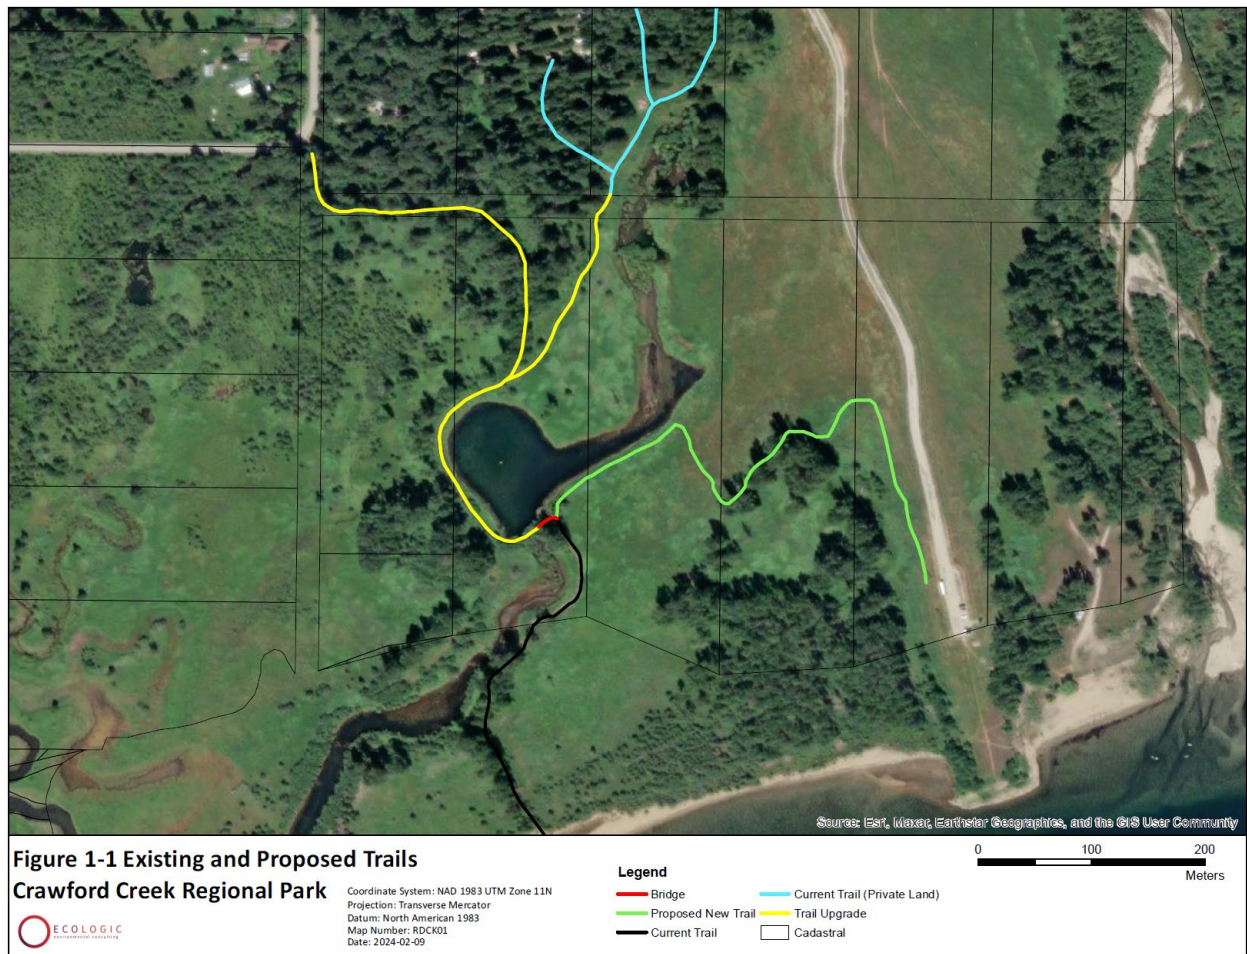 Source: Esri, Maxar, Earthstar Geographics, and the GIS User Community
Figure 1-1 Existing and Proposed Trails
Crawford Creek Regional Park
ECOLOGIC
environmental consulting
Coordinate System: NAD 1983 UTM Zone 11N
Projection: Transverse Mercator
Datum: North American 1983
Map Number: RDCK01
Date: 2024-02-09
Legend
Bridge
Proposed New Trail
Current Trail
Current Trail (Private Land)
Trail Upgrade
Cadastral
0 100 200
Meters